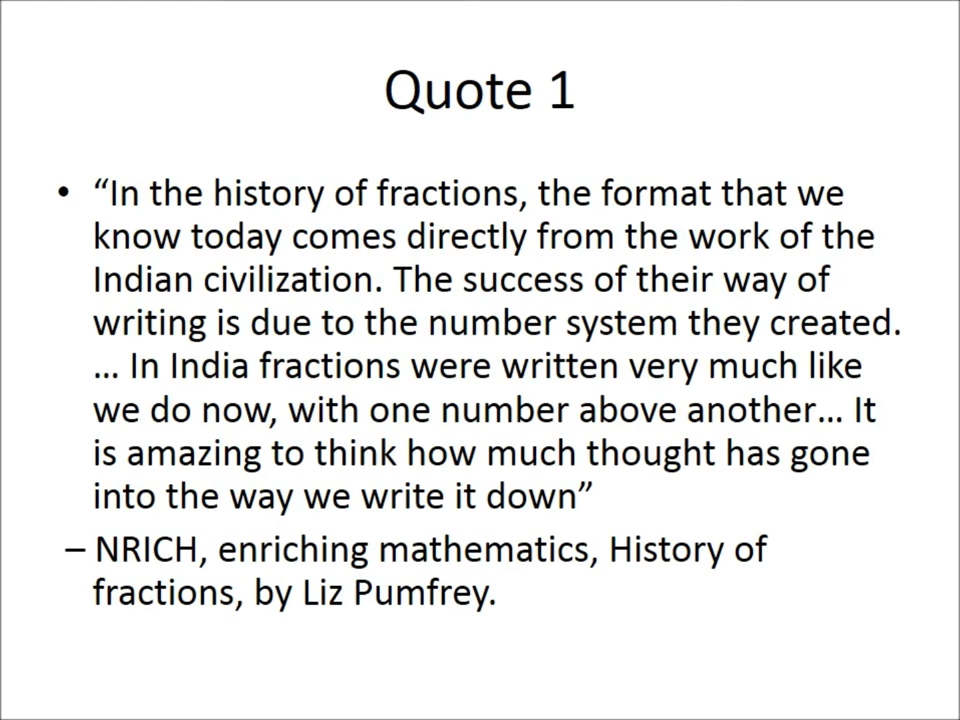 Quote 1
• “In the history of fractions, the format that we
know today comes directly from the work of the
Indian civilization. The success of their way of
writing is due to the number system they created.
… In India fractions were written very much like
we do now, with one number above another… It
is amazing to think how much thought has gone
into the way we write it down”
– NRICH, enriching mathematics, History of
fractions, by Liz Pumfrey.